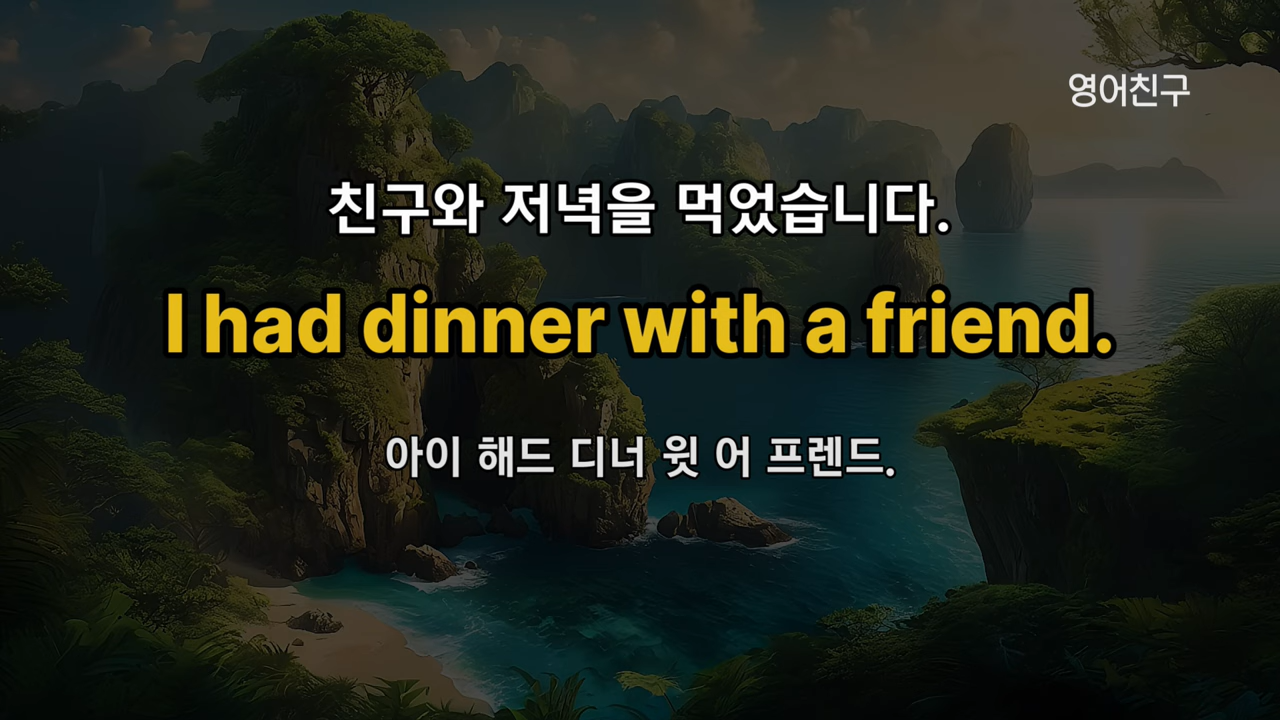 영어친구
친구와 저녁을 먹었습니다.
I had dinner with a friend.
아이 해드 디너 윗 어 프렌드.